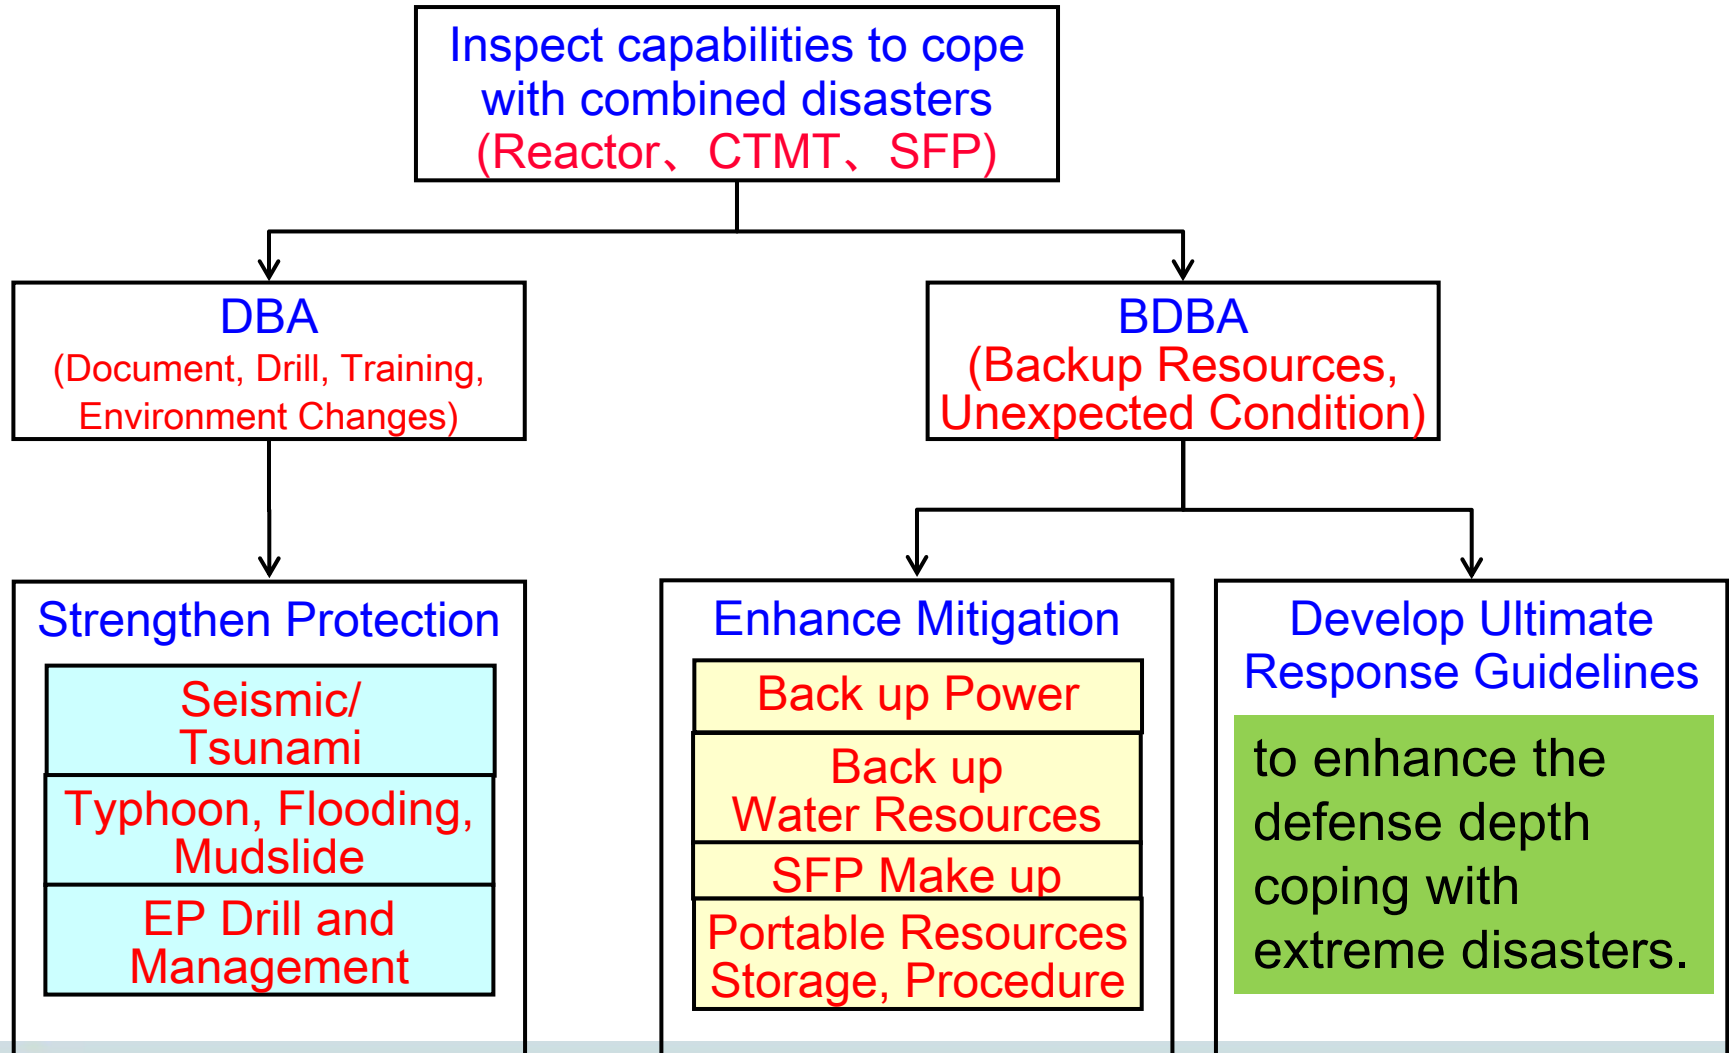 Inspect capabilities to cope
with combined disasters
(Reactor、CTMT、SFP)
DBA
(Document, Drill, Training,
Environment Changes)
BDBA
(Backup Resources,
Unexpected Condition)
Strengthen Protection
Seismic/
Tsunami
Typhoon, Flooding,
Mudslide
EP Drill and
Management
Enhance Mitigation
Back up Power
Back up
Water Resources
SFP Make up
Portable Resources
Storage, Procedure
Develop Ultimate
Response Guidelines
to enhance the
defense depth
coping with
extreme disasters.